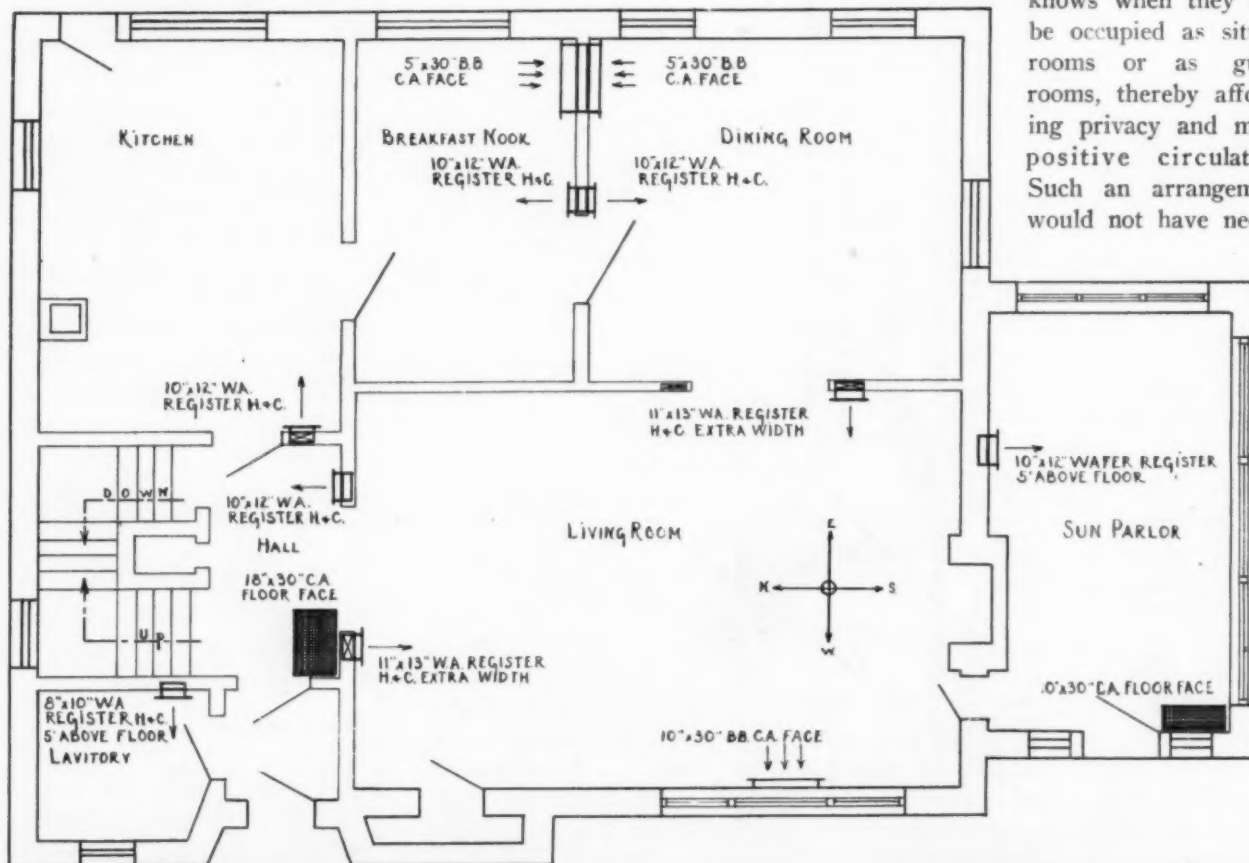 knows when they
be occupied as sit
rooms or as g
rooms, thereby affo
ing privacy and m
positive circulat
Such an arrangem
would not have ne
5"x30" B.B
C.A. FACE
5"x30" B.B
C.A. FACE
KITCHEN
BREAKFAST NOOK
DINING ROOM
10"x12" W.A.
REGISTER H+C.
10"x12" W.A.
REGISTER H+C.
10"x12" W.A.
REGISTER H+C.
11"x13" W.A. REGISTER
H+C. EXTRA WIDTH
10"x12" WAFER REGISTER
5' ABOVE FLOOR
DOWN
10"x12" W.A.
REGISTER H+C.
HALL
LIVING ROOM
SUN PARLOR
E
N
S
W
18"x30" C.A.
FLOOR FACE
UP
11"x13" W.A. REGISTER
H+C. EXTRA WIDTH
8"x10" W.A
REGISTER H+C.
5' ABOVE FLOOR
LAVITORY
10"x30" C.A. FLOOR FACE
10"x30" B.B. C.A. FACE